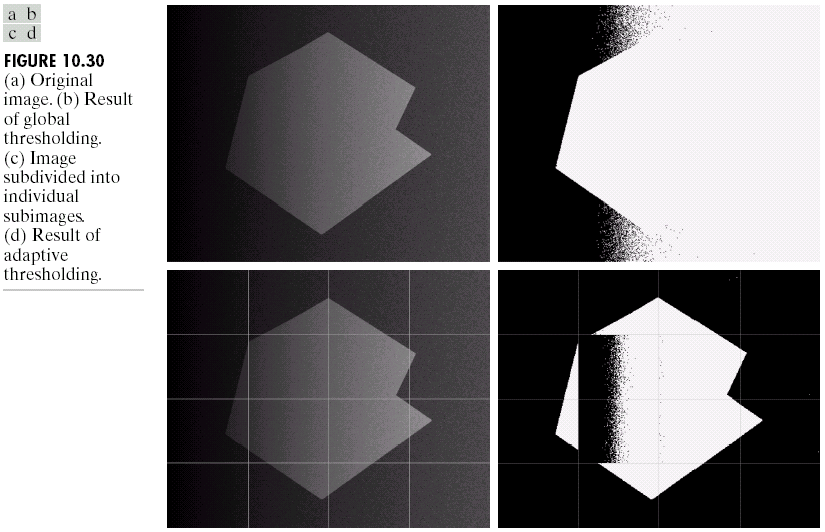 a b
c d
FIGURE 10.30
(a) Original
image. (b) Result
of global
thresholding.
(c) Image
subdivided into
individual
subimages.
(d) Result of
adaptive
thresholding.